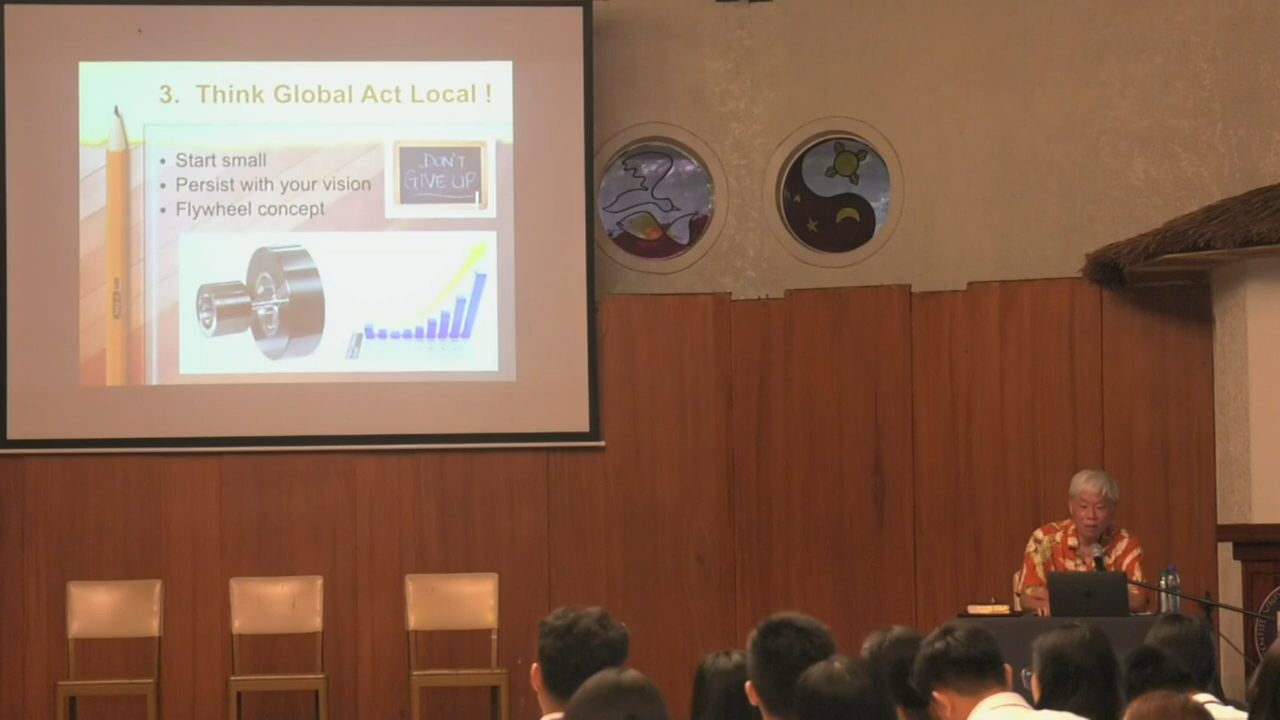 3. Think Global Act Local !
• Start small
• Persist with your vision
• Flywheel concept
DON'T
GIVE UP